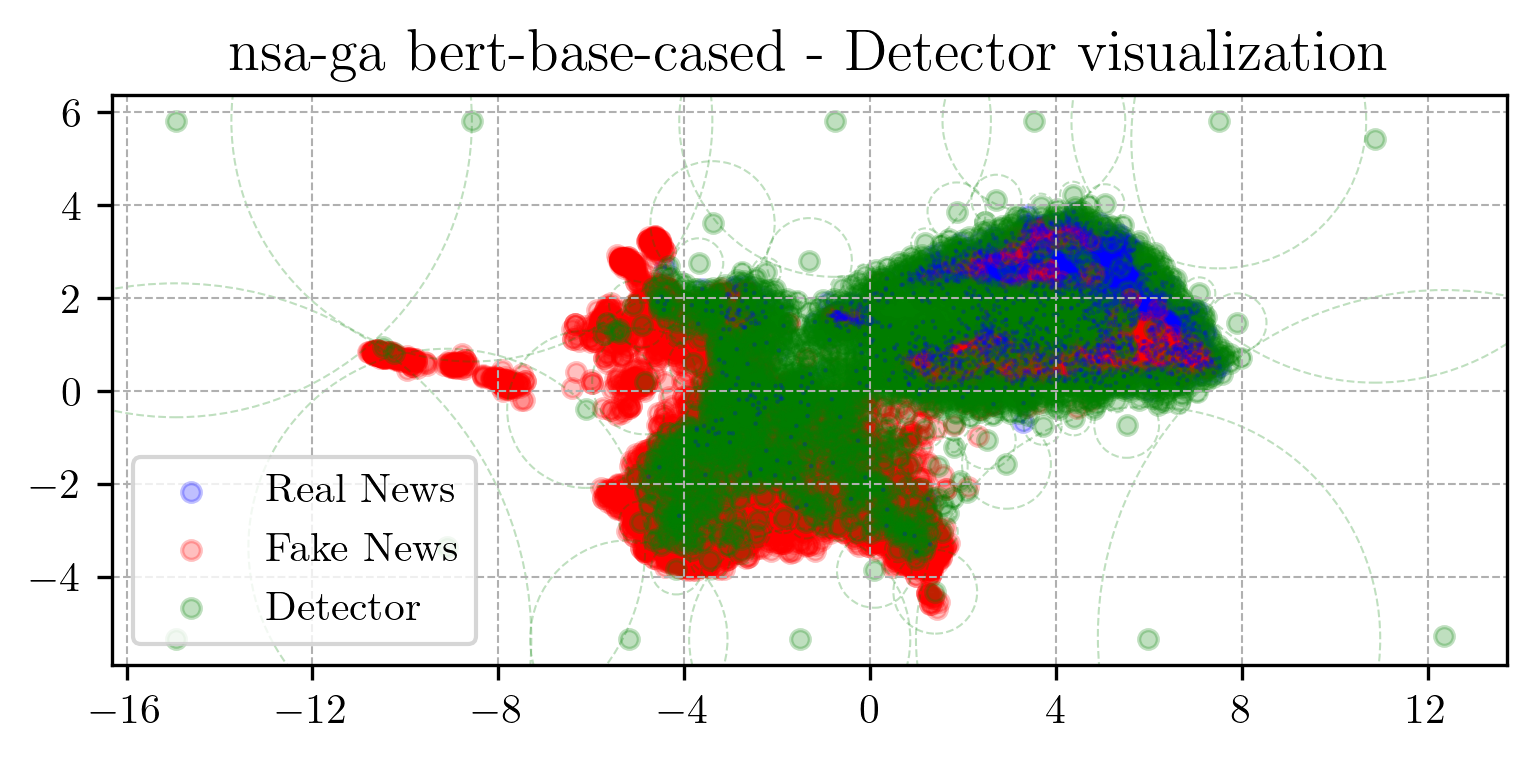 nsa-ga bert-base-cased - Detector visualization
6
4
2
0
−2
−4
Real News
Fake News
Detector
−16 −12 −8 −4 0 4 8 12